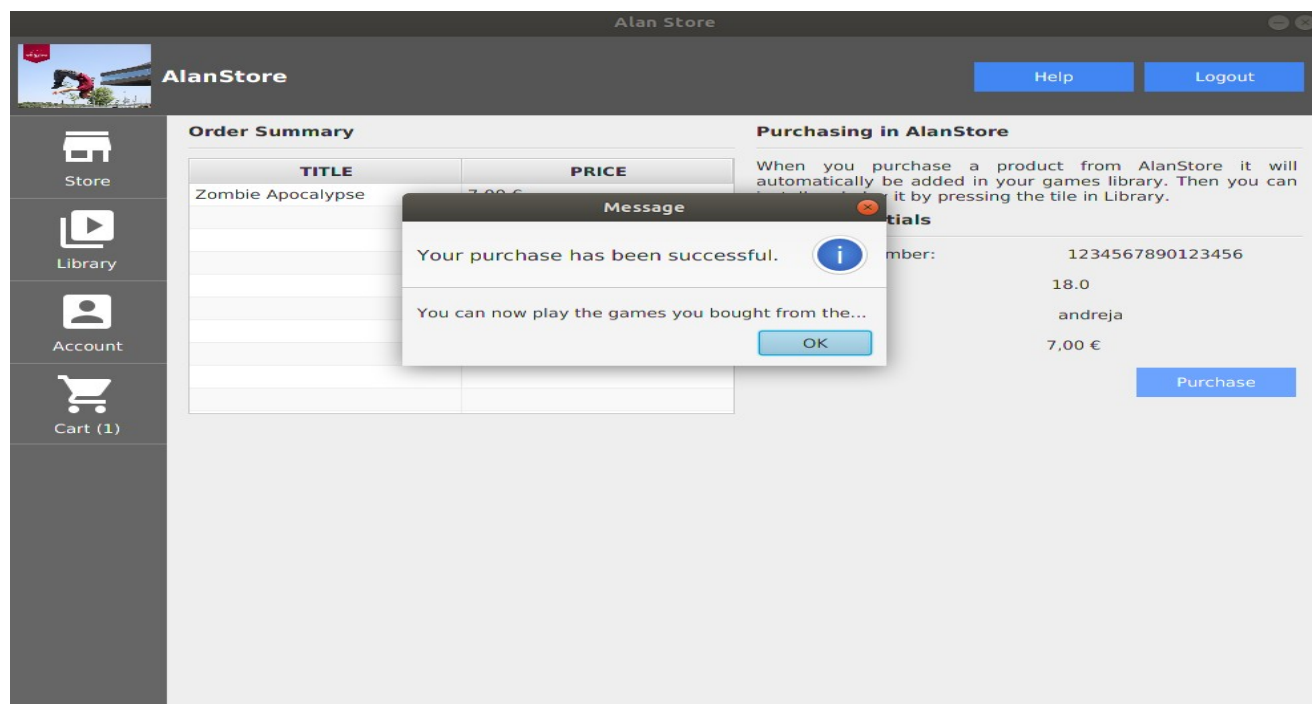 Alan Store
AlanStore
Help
Logout
Store
Library
Account
Cart (1)
Order Summary
TITLE PRICE
Zombie Apocalypse 7,00 €
Purchasing in AlanStore
When you purchase a product from AlanStore it will
automatically be added in your games library. Then you can
it by pressing the tile in Library.
tials
mber: 1234567890123456
18.0
andreja
7,00 €
Purchase
Message
Your purchase has been successful.
You can now play the games you bought from the...
OK